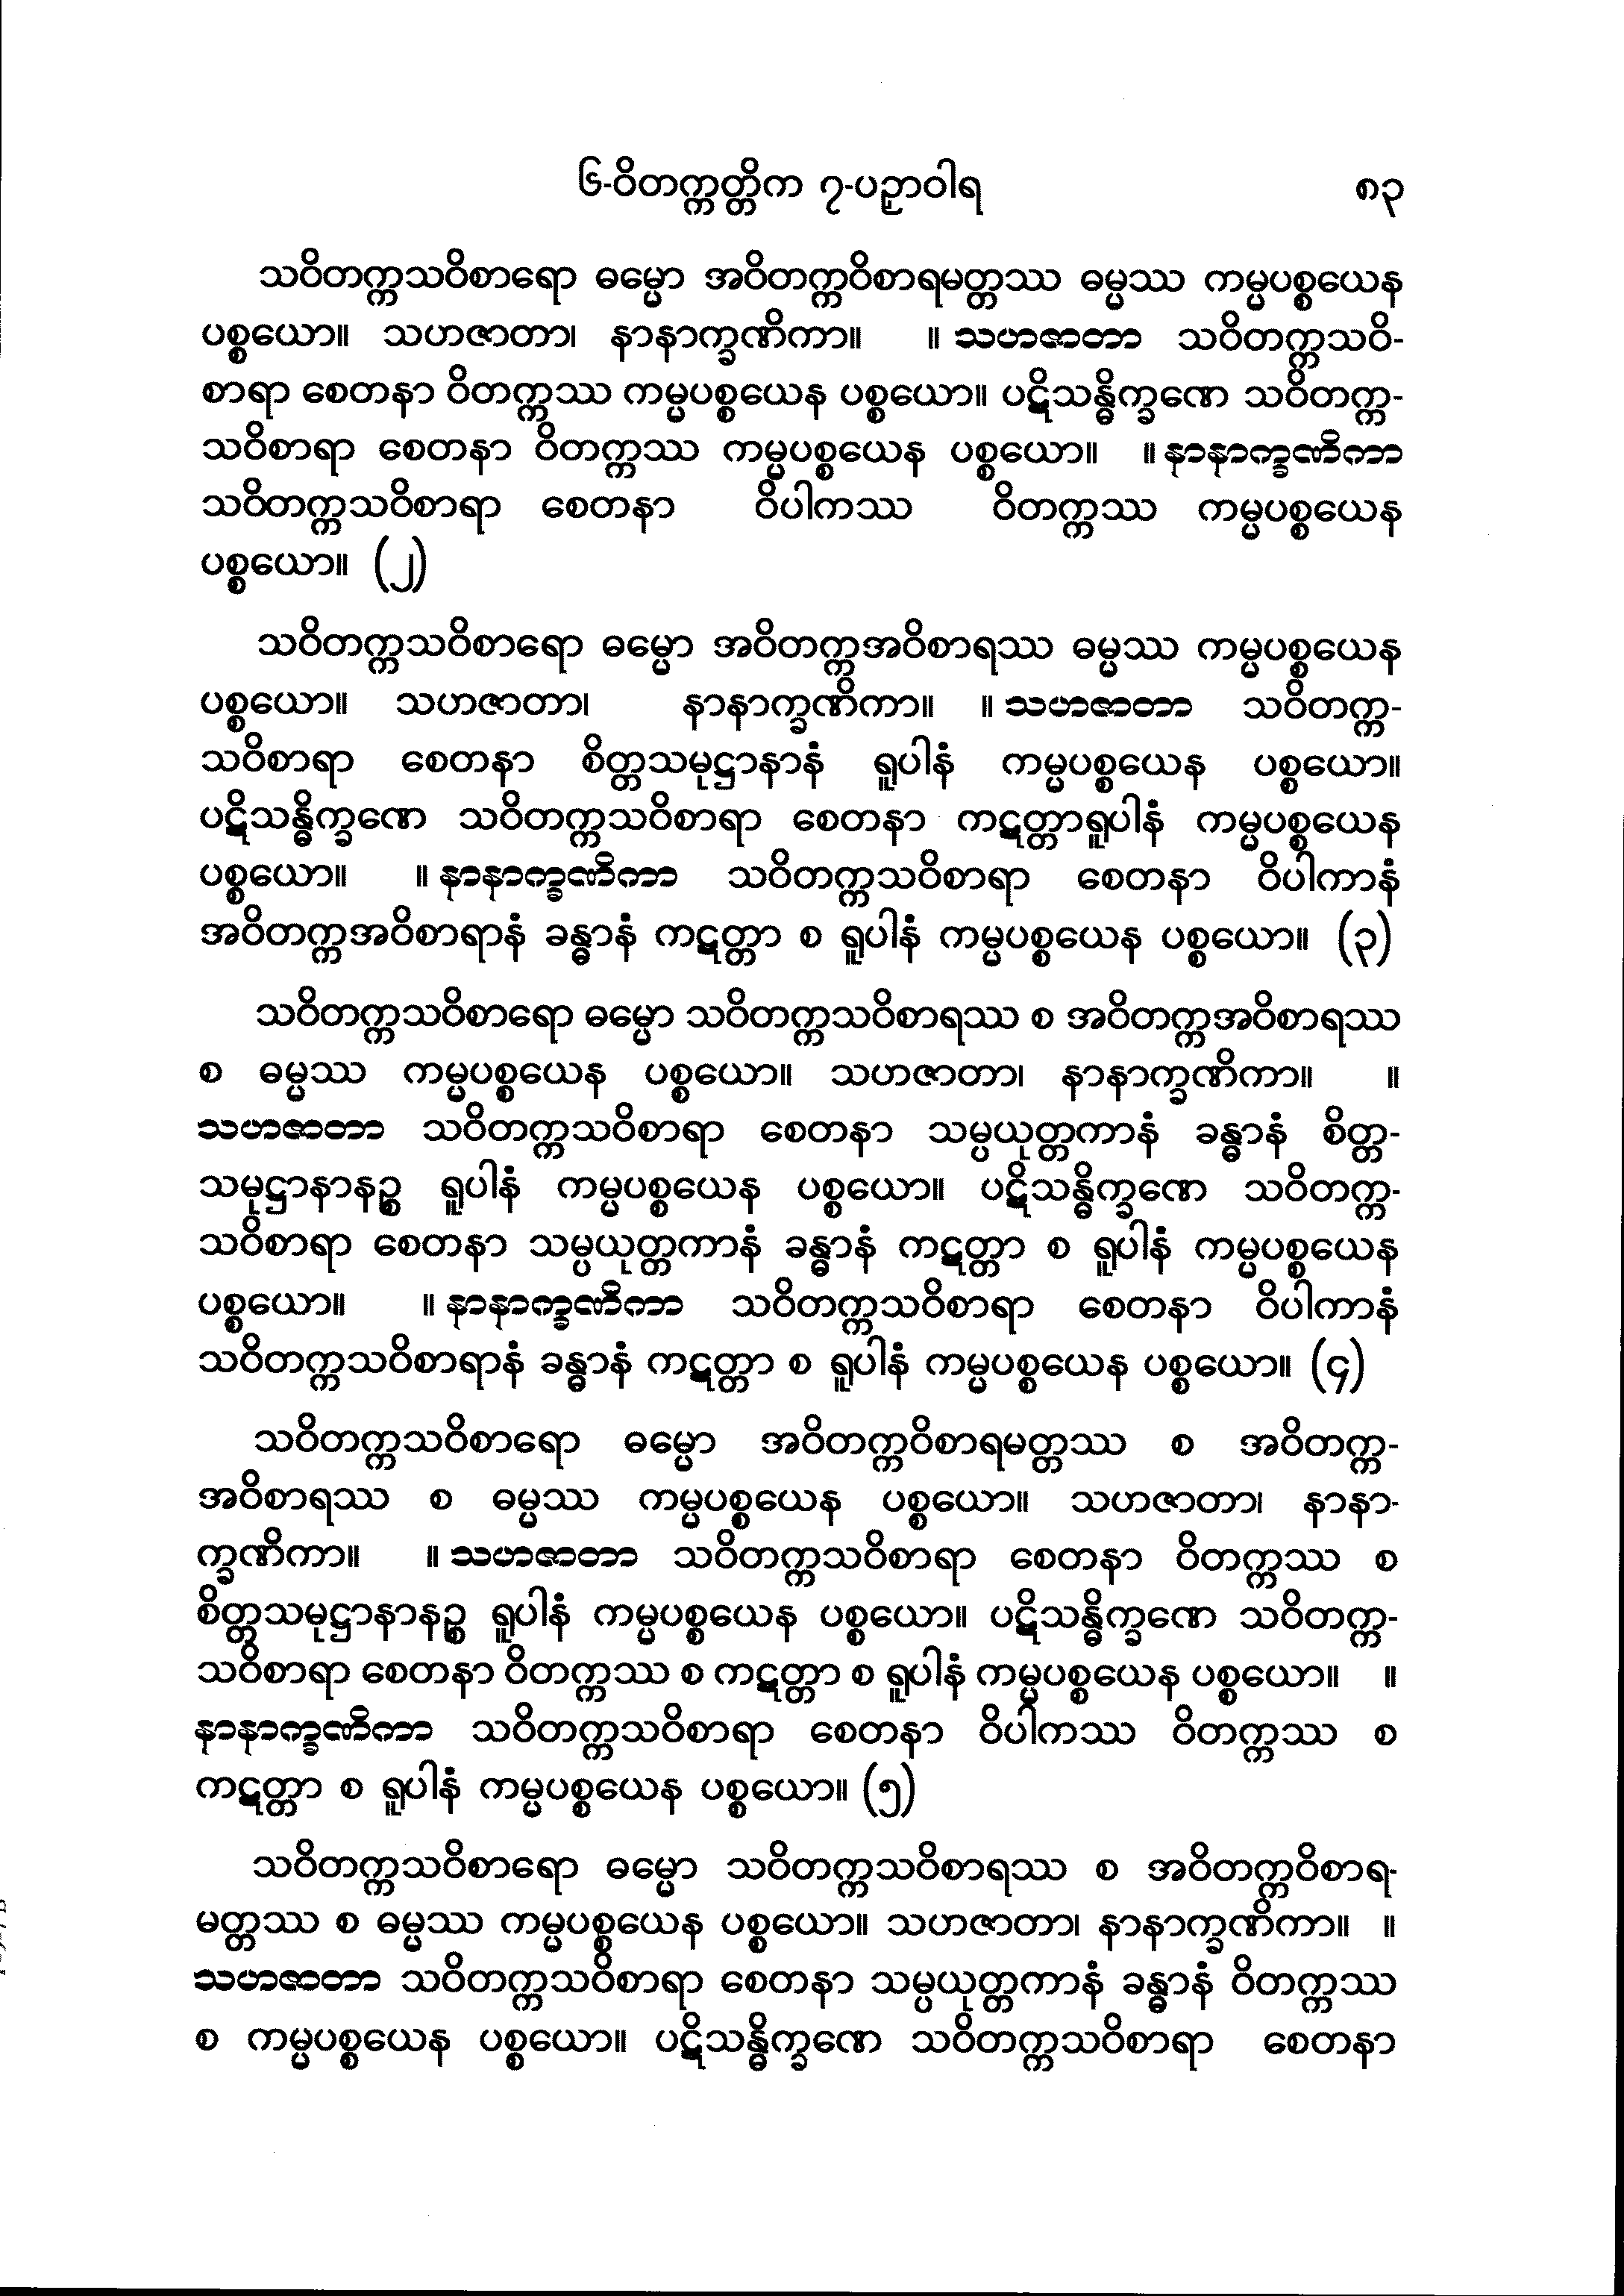 ၆-ဝိတက္ကတ္တိက ၇-ပဉှာဝါရ ၈၃
သဝိတက္ကသဝိစာရော ဓမ္မော အဝိတက္ကဝိစာရမတ္တဿ ဓမ္မဿ ကမ္မပစ္စယေန
ပစ္စယော။ သဟဇာတာ၊ နာနာက္ခဏိကာ။ ။ သဟဇာတာ သဝိတက္ကသဝိ-
စာရာ စေတနာ ဝိတက္ကဿ ကမ္မပစ္စယေန ပစ္စယော။ ပဋိသန္ဓိက္ခဏေ သဝိတက္က-
သဝိစာရာ စေတနာ ဝိတက္ကဿ ကမ္မပစ္စယေန ပစ္စယော။ ။ နာနာက္ခဏိကာ
သဝိတက္ကသဝိစာရာ စေတနာ ဝိပါကဿ ဝိတက္ကဿ ကမ္မပစ္စယေန
ပစ္စယော။ (၂)
သဝိတက္ကသဝိစာရော ဓမ္မော အဝိတက္ကအဝိစာရဿ ဓမ္မဿ ကမ္မပစ္စယေန
ပစ္စယော။ သဟဇာတာ၊ နာနာက္ခဏိကာ။ ။ သဟဇာတာ သဝိတက္က-
သဝိစာရာ စေတနာ စိတ္တသမုဋ္ဌာနာနံ ရူပါနံ ကမ္မပစ္စယေန ပစ္စယော။
ပဋိသန္ဓိက္ခဏေ သဝိတက္ကသဝိစာရာ စေတနာ ကဋတ္တာရူပါနံ ကမ္မပစ္စယေန
ပစ္စယော။ ။ နာနာက္ခဏိကာ သဝိတက္ကသဝိစာရာ စေတနာ ဝိပါကာနံ
အဝိတက္ကအဝိစာရာနံ ခန္ဓာနံ ကဋတ္တာ စ ရူပါနံ ကမ္မပစ္စယေန ပစ္စယော။ (၃)
သဝိတက္ကသဝိစာရော ဓမ္မော သဝိတက္ကသဝိစာရဿ စ အဝိတက္ကအဝိစာရဿ
စ ဓမ္မဿ ကမ္မပစ္စယေန ပစ္စယော။ သဟဇာတာ၊ နာနာက္ခဏိကာ။ ။
သဟဇာတာ သဝိတက္ကသဝိစာရာ စေတနာ သမ္ပယုတ္တကာနံ ခန္ဓာနံ စိတ္တ-
သမုဋ္ဌာနာနဉ္စ ရူပါနံ ကမ္မပစ္စယေန ပစ္စယော။ ပဋိသန္ဓိက္ခဏေ သဝိတက္က-
သဝိစာရာ စေတနာ သမ္ပယုတ္တကာနံ ခန္ဓာနံ ကဋတ္တာ စ ရူပါနံ ကမ္မပစ္စယေန
ပစ္စယော။ ။ နာနာက္ခဏိကာ သဝိတက္ကသဝိစာရာ စေတနာ ဝိပါကာနံ
သဝိတက္ကသဝိစာရာနံ ခန္ဓာနံ ကဋတ္တာ စ ရူပါနံ ကမ္မပစ္စယေန ပစ္စယော။ (၄)
သဝိတက္ကသဝိစာရော ဓမ္မော အဝိတက္ကဝိစာရမတ္တဿ စ အဝိတက္က-
အဝိစာရဿ စ ဓမ္မဿ ကမ္မပစ္စယေန ပစ္စယော။ သဟဇာတာ၊ နာနာ-
က္ခဏိကာ။ ။ သဟဇာတာ သဝိတက္ကသဝိစာရာ စေတနာ ဝိတက္ကဿ စ
စိတ္တသမုဋ္ဌာနာနဉ္စ ရူပါနံ ကမ္မပစ္စယေန ပစ္စယော။ ပဋိသန္ဓိက္ခဏေ သဝိတက္က-
သဝိစာရာ စေတနာ ဝိတက္ကဿ စ ကဋတ္တာ စ ရူပါနံ ကမ္မပစ္စယေန ပစ္စယော။ ။
နာနာက္ခဏိကာ သဝိတက္ကသဝိစာရာ စေတနာ ဝိပါကဿ ဝိတက္ကဿ စ
ကဋတ္တာ စ ရူပါနံ ကမ္မပစ္စယေန ပစ္စယော။ (၅)
သဝိတက္ကသဝိစာရော ဓမ္မော သဝိတက္ကသဝိစာရဿ စ အဝိတက္ကဝိစာရ-
မတ္တဿ စ ဓမ္မဿ ကမ္မပစ္စယေန ပစ္စယော။ သဟဇာတာ၊ နာနာက္ခဏိကာ။ ။
သဟဇာတာ သဝိတက္ကသဝိစာရာ စေတနာ သမ္ပယုတ္တကာနံ ခန္ဓာနံ ဝိတက္ကဿ
စ ကမ္မပစ္စယေန ပစ္စယော။ ပဋိသန္ဓိက္ခဏေ သဝိတက္ကသဝိစာရာ စေတနာ